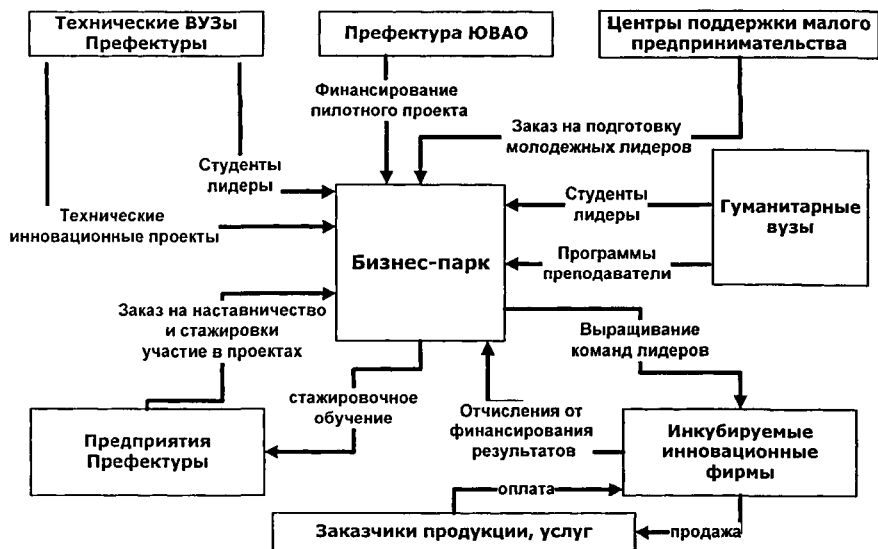 Технические ВУЗы
Префектуры
Префектура ЮВАО
Центры поддержки малого
предпринимательства
Финансирование
пилотного проекта
Заказ на подготовку
молодежных лидеров
Студенты
лидеры
Технические
инновационные проекты
Бизнес-парк
Студенты
лидеры
Гуманитарные
вузы
Программы
преподаватели
Заказ на наставничество
и стажировки
участие в проектах
Выращивание
команд лидеров
стажировочное
обучение
Отчисления от
финансирования
результатов
Предприятия
Префектуры
Инкубируемые
инновационные
фирмы
оплата
Заказчики продукции, услуг
продажа